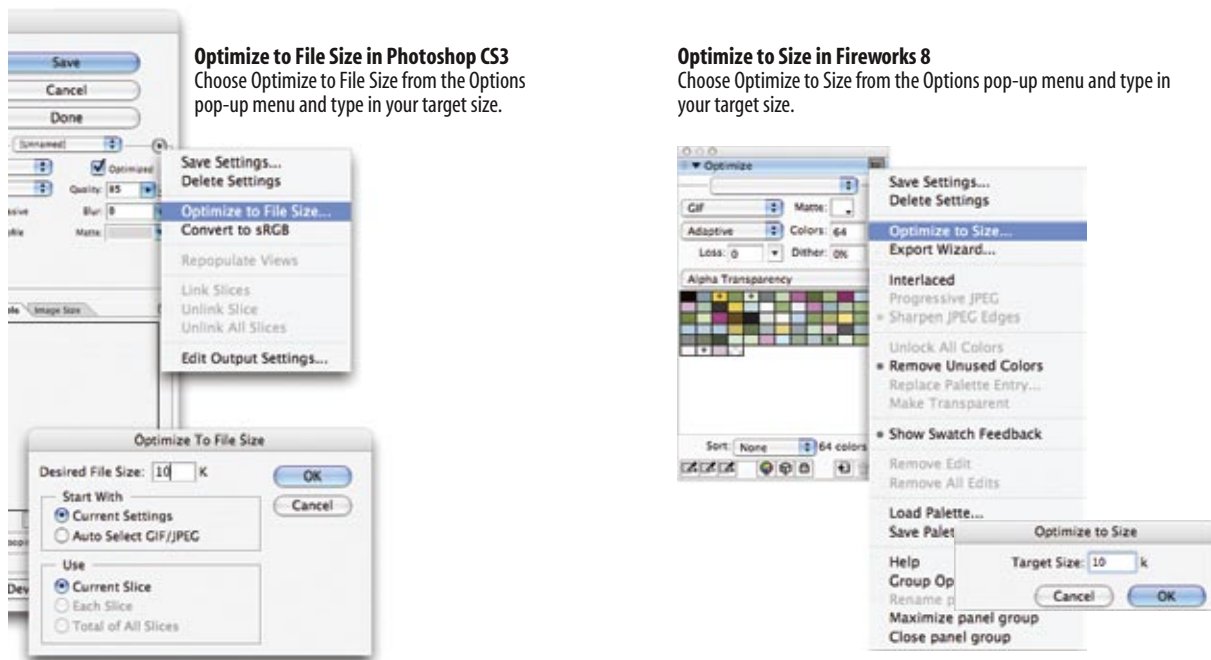 Optimize to File Size in Photoshop CS3
Choose Optimize to File Size from the Options
pop-up menu and type in your target size.
Save
Cancel
Done
[Unnamed]
Optimized
Quality: 85
Blur: 0
Matte:
Image Size
Save Settings...
Delete Settings
Optimize to File Size...
Convert to sRGB
Repopulate Views
Link Slices
Unlink Slice
Unlink All Slices
Edit Output Settings...
Optimize To File Size
Desired File Size: 10 K
OK
Cancel
Start With
Current Settings
Auto Select GIF/JPEG
Use
Current Slice
Each Slice
Total of All Slices
Optimize to Size in Fireworks 8
Choose Optimize to Size from the Options pop-up menu and type in
your target size.
Optimize
GIF Matte:
Adaptive Colors: 64
Loss: 0 Dither: 0%
Alpha Transparency
Sort: None 64 colors
Save Settings...
Delete Settings
Optimize to Size...
Export Wizard...
Interlaced
Progressive JPEG
Sharpen JPEG Edges
Unlock All Colors
Remove Unused Colors
Replace Palette Entry...
Make Transparent
Show Swatch Feedback
Remove Edit
Remove All Edits
Load Palette...
Save Palet
Help
Group Op
Rename p
Maximize panel group
Close panel group
Optimize to Size
Target Size: 10 k
Cancel OK